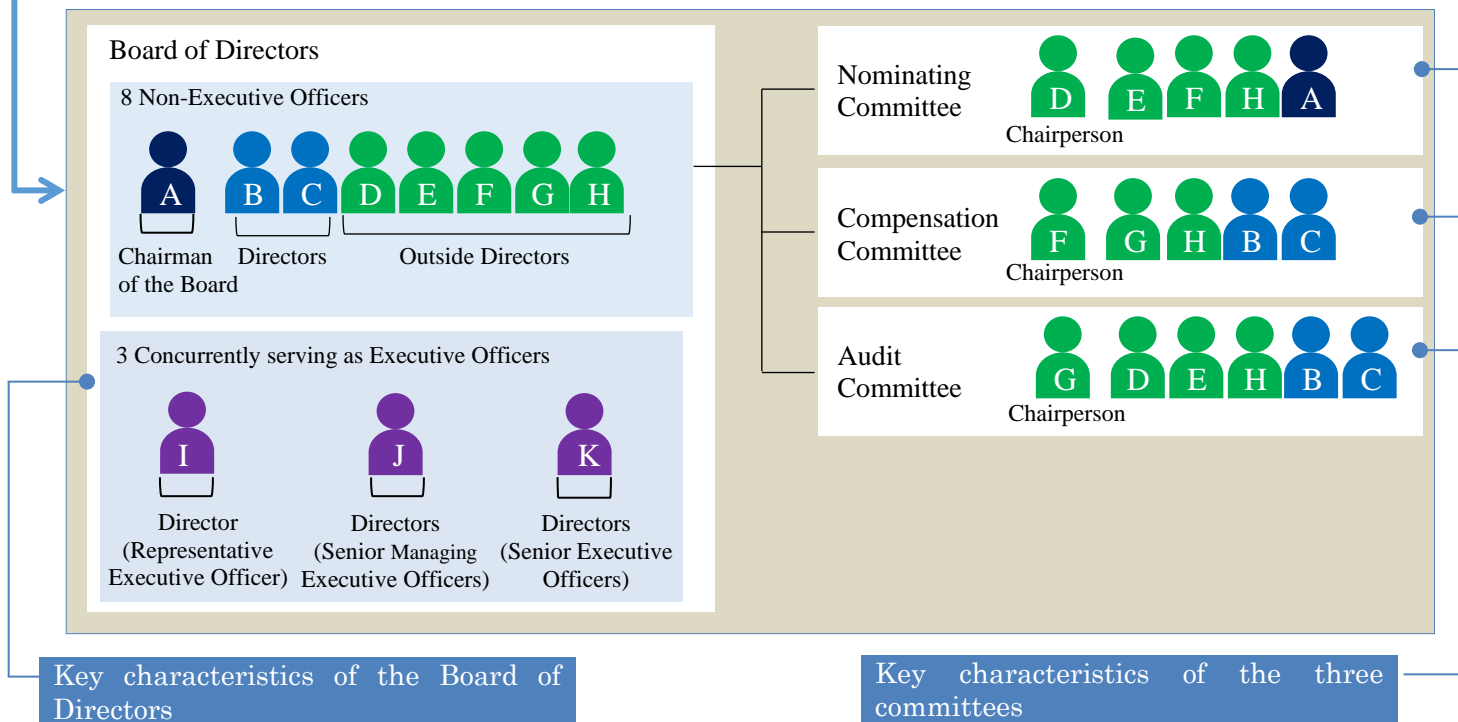 Board of Directors
8 Non-Executive Officers
A
B
C
D
E
F
G
H
Chairman
of the Board
Directors
Outside Directors
3 Concurrently serving as Executive Officers
I
J
K
Director
(Representative
Executive Officer)
Directors
(Senior Managing
Executive Officers)
Directors
(Senior Executive
Officers)
Nominating
Committee
D
E
F
H
A
Chairperson
Compensation
Committee
F
G
H
B
C
Chairperson
Audit
Committee
G
D
E
H
B
C
Chairperson
Key characteristics of the Board of
Directors
Key characteristics of the three
committees